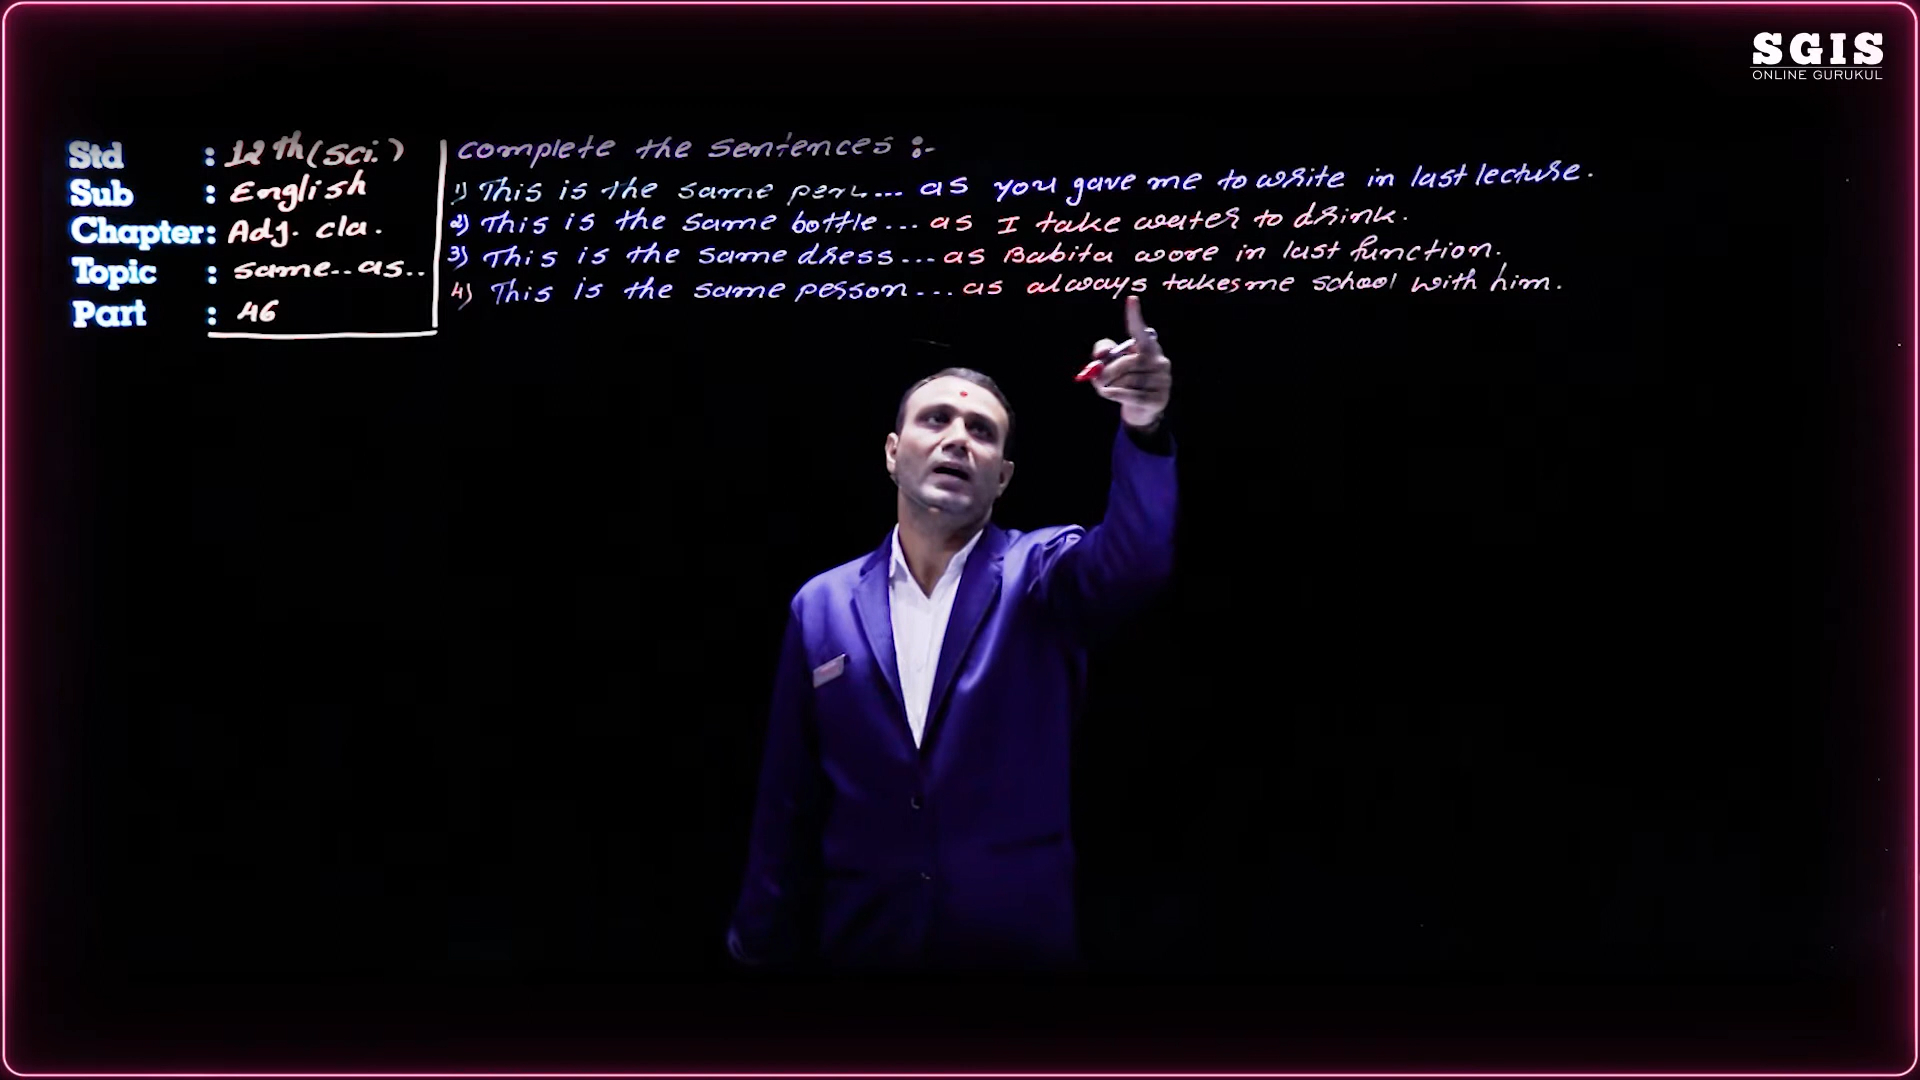 SGIS
ONLINE GURUKUL
Std : 12th (sci.)
Sub : English
Chapter: Adj. cla.
Topic : same..as..
Part : 46
complete the sentences :-
1) This is the same pen... as you gave me to write in last lecture.
2) This is the same bottle... as I take water to drink.
3) This is the same dress... as Babita wore in last function.
4) This is the same person... as always takes me school with him.